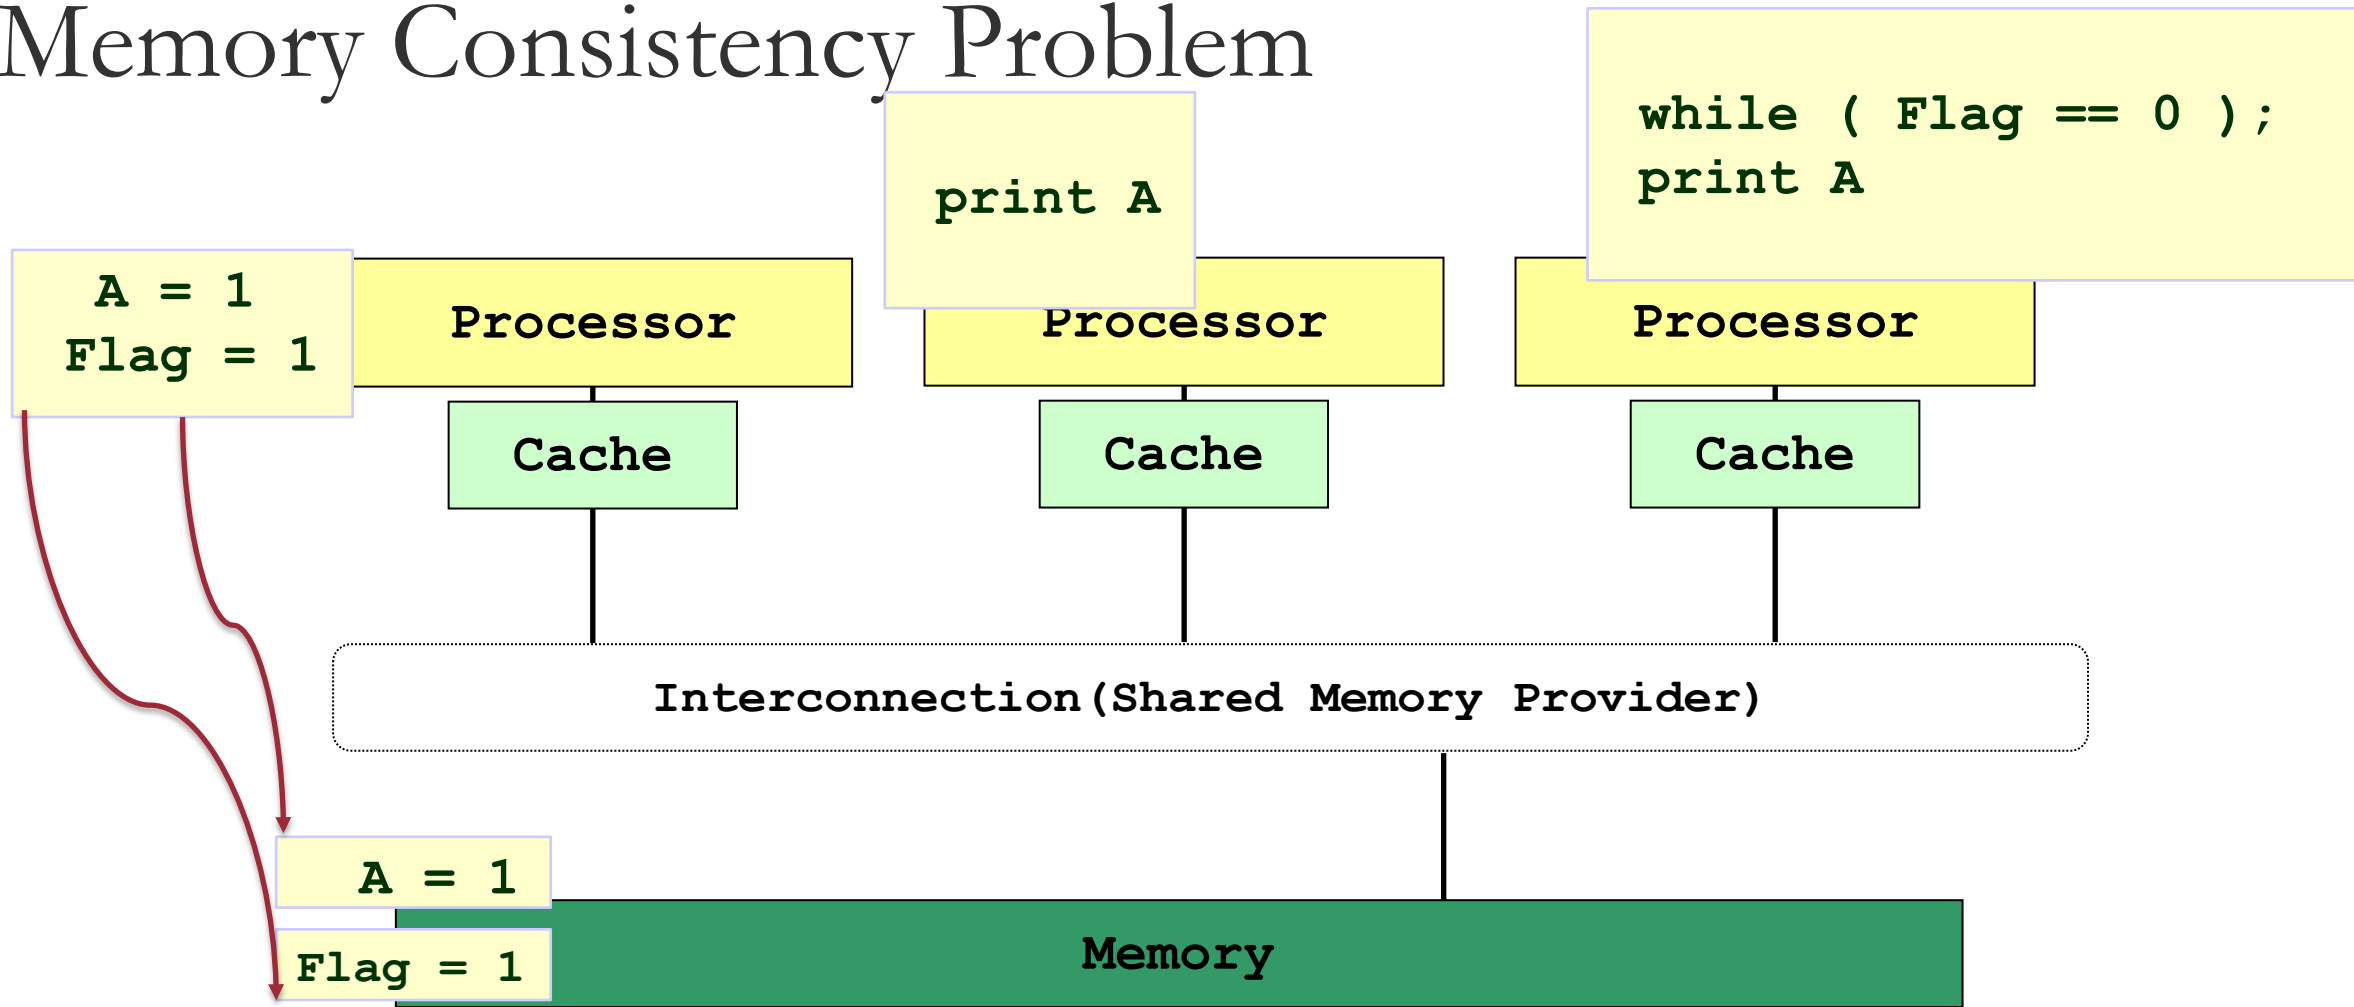 Memory Consistency Problem
while ( Flag == 0 );
print A
print A
A = 1
Flag = 1
Processor
Processor
Processor
Cache
Cache
Cache
Interconnection(Shared Memory Provider)
A = 1
Flag = 1
Memory